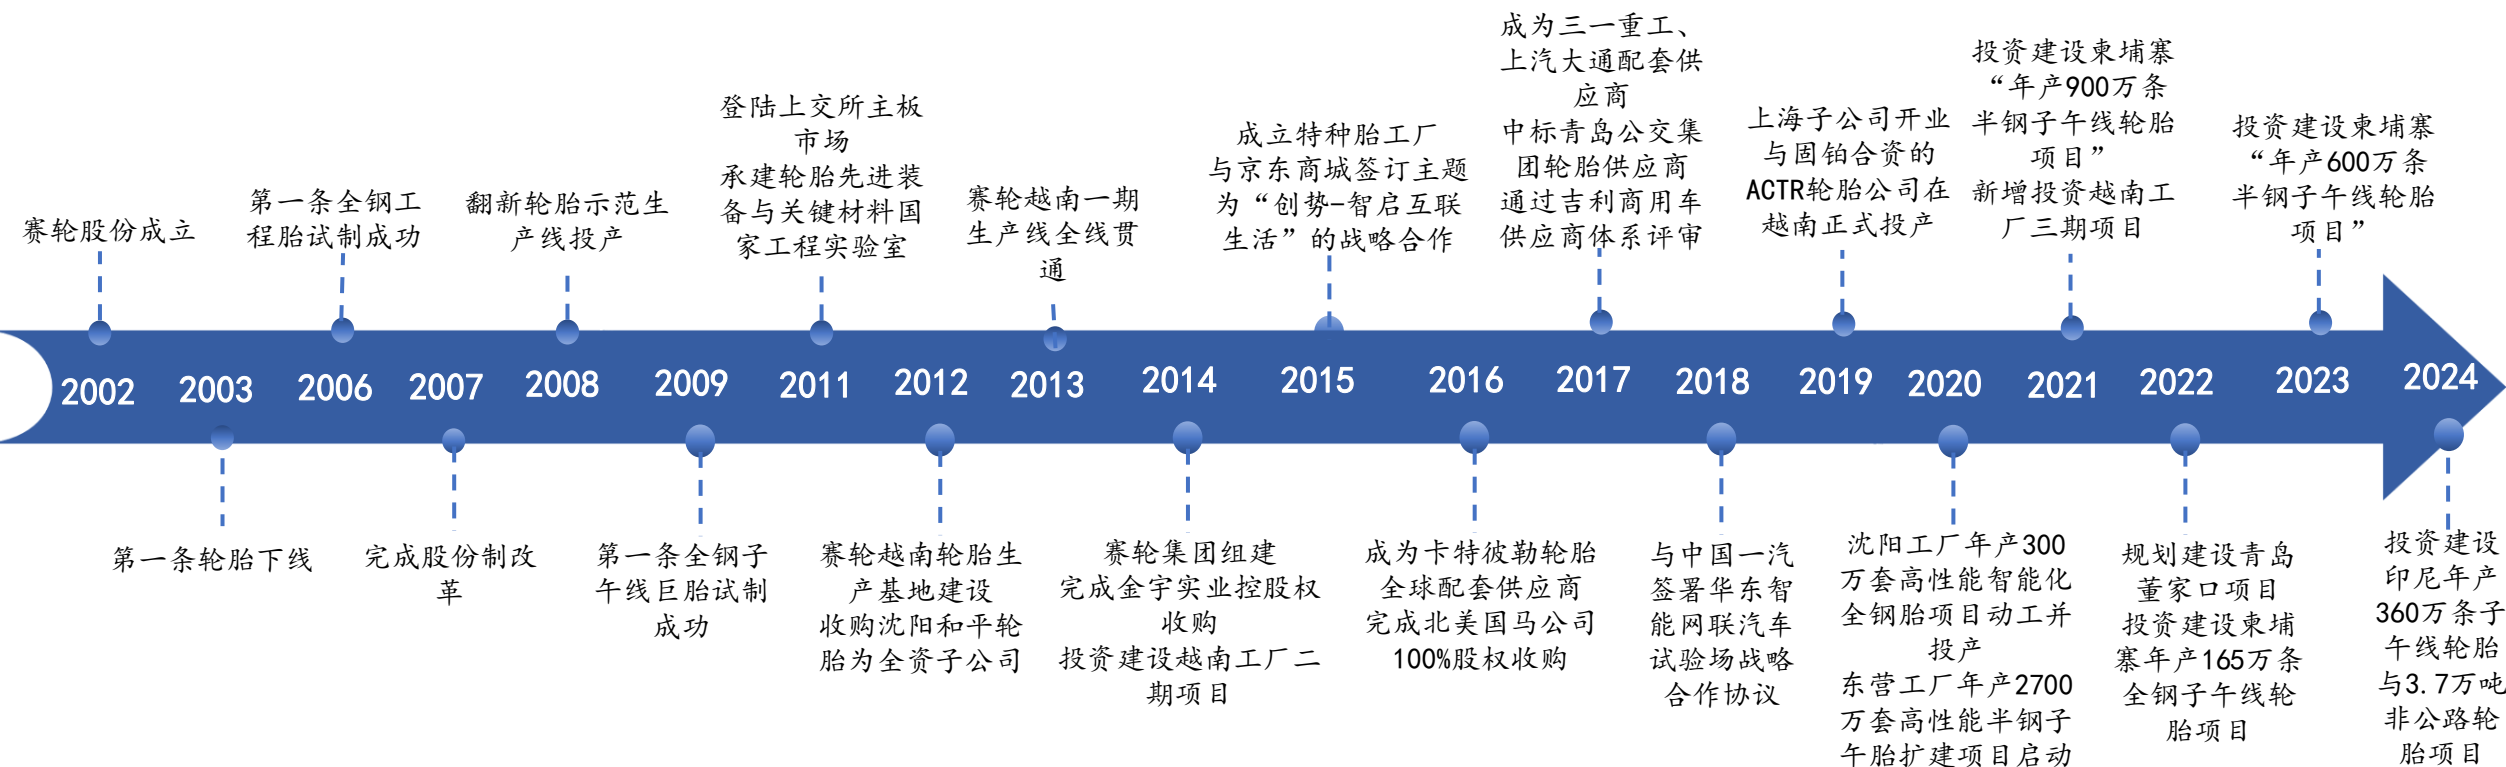 成为三一重工、
上汽大通配套供
应商
中标青岛公交集
团轮胎供应商
通过吉利商用车
供应商体系评审
投资建设柬埔寨
“年产900万条
半钢子午线轮胎
项目”
新增投资越南工
厂三期项目
登陆上交所主板
市场
承建轮胎先进装
备与关键材料国
家工程实验室
上海子公司开业
与固铂合资的
ACTR轮胎公司在
越南正式投产
投资建设柬埔寨
“年产600万条
半钢子午线轮胎
项目”
成立特种胎工厂
与京东商城签订主题
为“创势-智启互联
生活”的战略合作
赛轮股份成立
第一条全钢工
程胎试制成功
翻新轮胎示范生
产线投产
赛轮越南一期
生产线全线贯
通
2002 2003 2006 2007 2008 2009 2011 2012 2013 2014 2015 2016 2017 2018 2019 2020 2021 2022 2023 2024
第一条轮胎下线
完成股份制改
革
第一条全钢子
午线巨胎试制
成功
赛轮越南轮胎生
产基地建设
收购沈阳和平轮
胎为全资子公司
赛轮集团组建
完成金宇实业控股权
收购
投资建设越南工厂二
期项目
成为卡特彼勒轮胎
全球配套供应商
完成北美国马公司
100%股权收购
与中国一汽
签署华东智
能网联汽车
试验场战略
合作协议
沈阳工厂年产300
万套高性能智能化
全钢胎项目动工并
投产
东营工厂年产2700
万套高性能半钢子
午胎扩建项目启动
规划建设青岛
董家口项目
投资建设柬埔
寨年产165万条
全钢子午线轮
胎项目
投资建设
印尼年产
360万条子
午线轮胎
与3.7万吨
非公路轮
胎项目